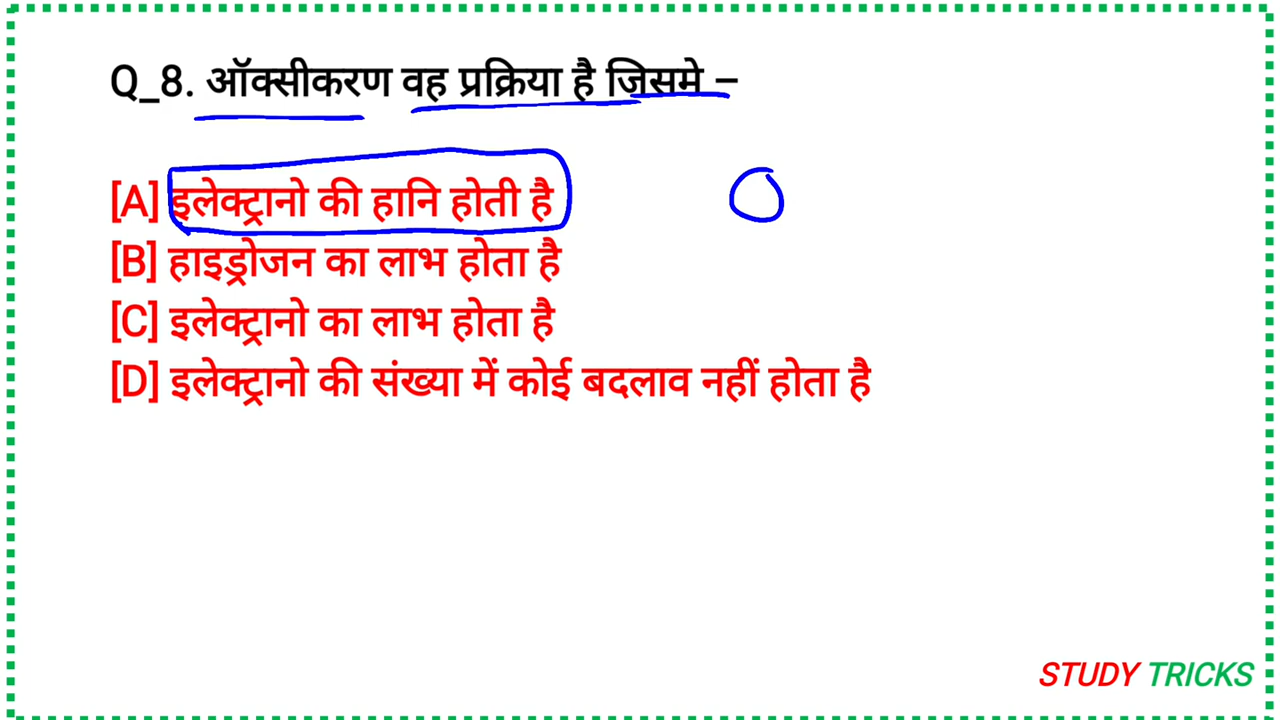 Q_8. ऑक्सीकरण वह प्रक्रिया है जिसमे –
[A] इलेक्ट्रानो की हानि होती है
[B] हाइड्रोजन का लाभ होता है
[C] इलेक्ट्रानो का लाभ होता है
[D] इलेक्ट्रानो की संख्या में कोई बदलाव नहीं होता है
STUDY TRICKS